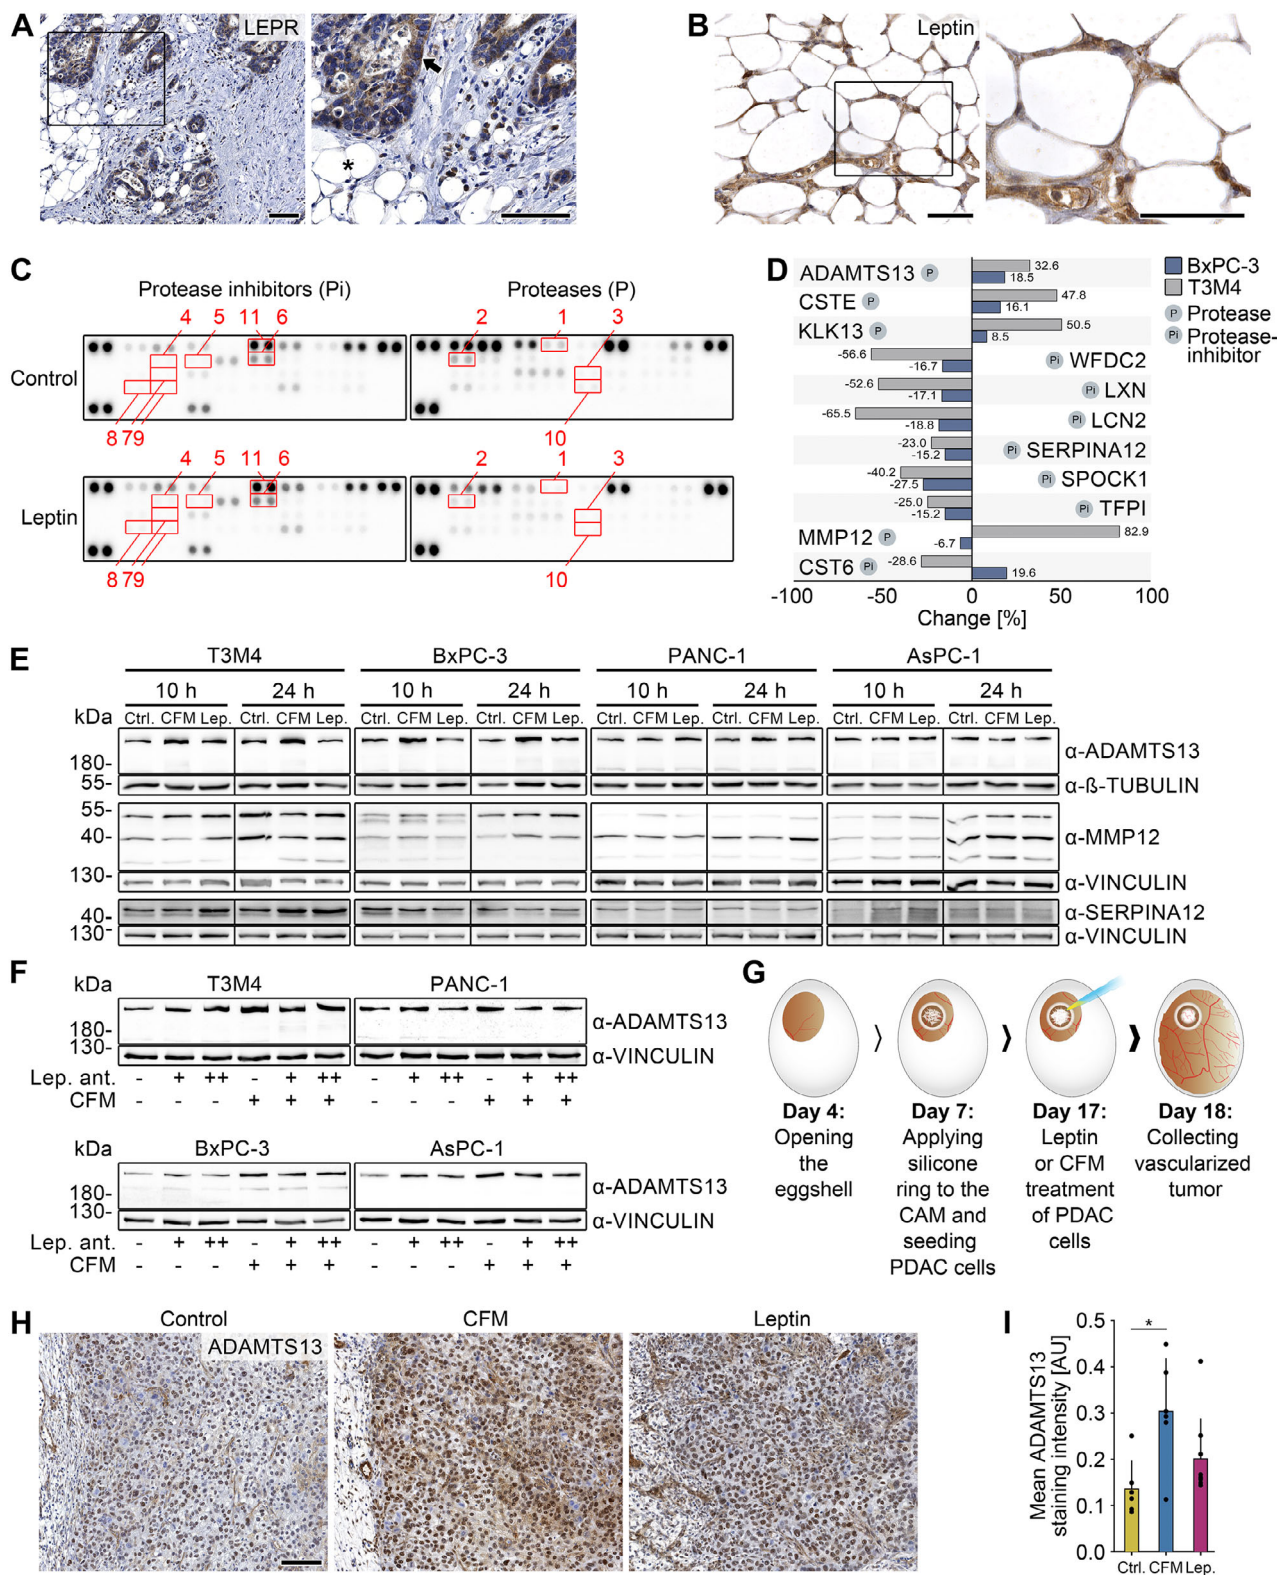 A
LEPR
*
B
Leptin
C
Protease inhibitors (Pi)
Proteases (P)
4 5 11 6 2 1 3
Control
8 7 9 10
4 5 11 6 2 1 3
Leptin
8 7 9 10
D
BxPC-3
T3M4
P Protease
Pi Protease-
inhibitor
ADAMTS13 P 32.6 18.5
CSTE P 47.8 16.1
KLK13 P 50.5 8.5
-56.6 -16.7 Pi WFDC2
-52.6 -17.1 Pi LXN
-65.5 -18.8 Pi LCN2
-23.0 -15.2 Pi SERPINA12
-40.2 -27.5 Pi SPOCK1
-25.0 -15.2 Pi TFPI
MMP12 P -6.7 82.9
CST6 Pi -28.6 19.6
-100 -50 0 50 100
Change [%]
E
T3M4 BxPC-3 PANC-1 AsPC-1
10 h 24 h 10 h 24 h 10 h 24 h 10 h 24 h
kDa Ctrl. CFM Lep. Ctrl. CFM Lep. Ctrl. CFM Lep. Ctrl. CFM Lep. Ctrl. CFM Lep. Ctrl. CFM Lep. Ctrl. CFM Lep. Ctrl. CFM Lep.
α-ADAMTS13
180-
55- α-ß-TUBULIN
55-
40- α-MMP12
130- α-VINCULIN
40- α-SERPINA12
130- α-VINCULIN
F
kDa T3M4 PANC-1
α-ADAMTS13
180-
130- α-VINCULIN
Lep. ant. - + ++ - + ++ - + ++ - + ++
CFM - - - + + + - - - + + +
kDa BxPC-3 AsPC-1
α-ADAMTS13
180-
130- α-VINCULIN
Lep. ant. - + ++ - + ++ - + ++ - + ++
CFM - - - + + + - - - + + +
G
Day 4:
Opening
the
eggshell
Day 7:
Applying
silicone
ring to the
CAM and
seeding
PDAC cells
Day 17:
Leptin
or CFM
treatment
of PDAC
cells
Day 18:
Collecting
vascularized
tumor
H
Control CFM Leptin
ADAMTS13
I
Mean ADAMTS13
staining intensity [AU]
0.5
0.4
0.3
0.2
0.1
0.0
*
Ctrl. CFM Lep.